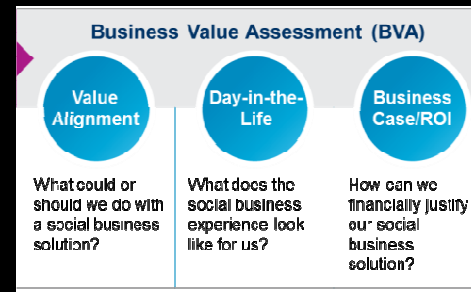 Business Value Assessment (BVA)
Value
Alignment
Day-in-the-
Life
Business
Case/ROI
What could or
should we do with
a social business
solution?
What does the
social business
experience look
like for us?
How can we
financially justify
our social
business
solution?